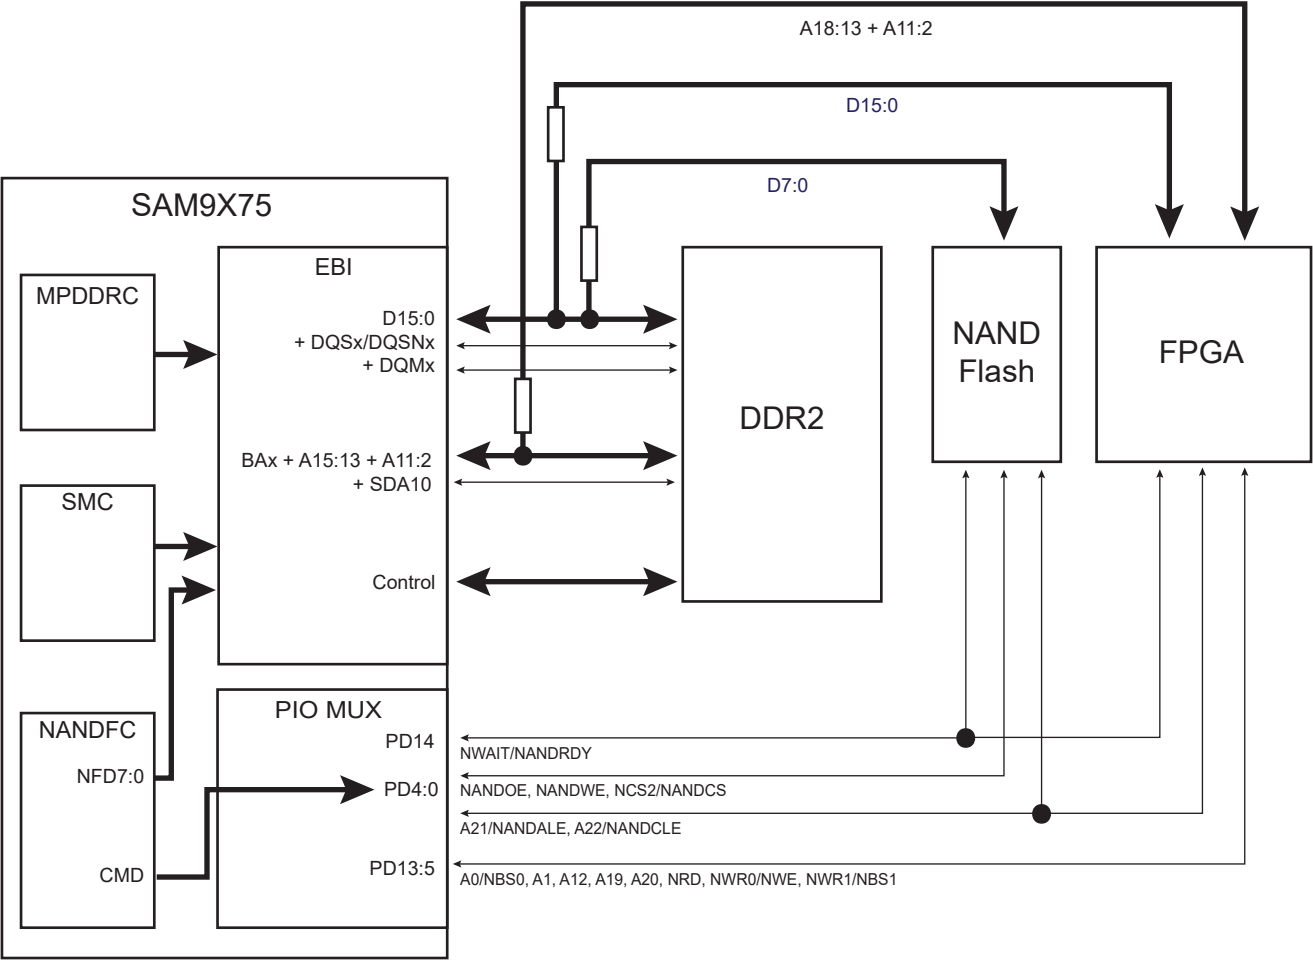 A18:13 + A11:2
D15:0
D7:0
SAM9X75
EBI
MPDDRC
D15:0
+ DQSx/DQSNx
+ DQMx
NAND
Flash
FPGA
DDR2
BAx + A15:13 + A11:2
+ SDA10
SMC
Control
PIO MUX
NANDFC
PD14
NWAIT/NANDRDY
NFD7:0
PD4:0
NANDOE, NANDWE, NCS2/NANDCS
A21/NANDALE, A22/NANDCLE
CMD
PD13:5
A0/NBS0, A1, A12, A19, A20, NRD, NWR0/NWE, NWR1/NBS1